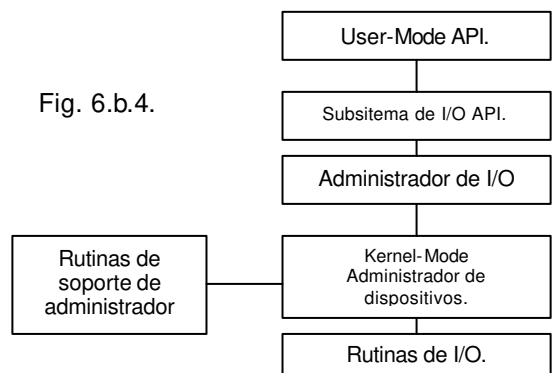 User-Mode API.
Fig. 6.b.4.
Subsitema de I/O API.
Administrador de I/O
Rutinas de
soporte de
administrador
Kernel-Mode
Administrador de
dispositivos.
Rutinas de I/O.